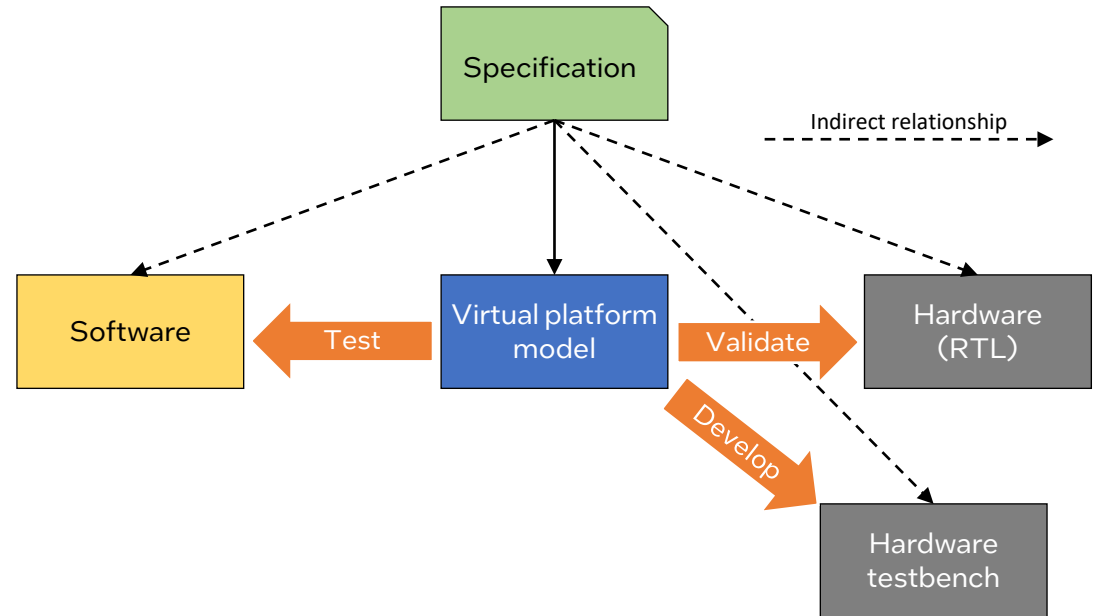 Specification
Indirect relationship
Software
Test
Virtual platform
model
Validate
Hardware
(RTL)
Develop
Hardware
testbench